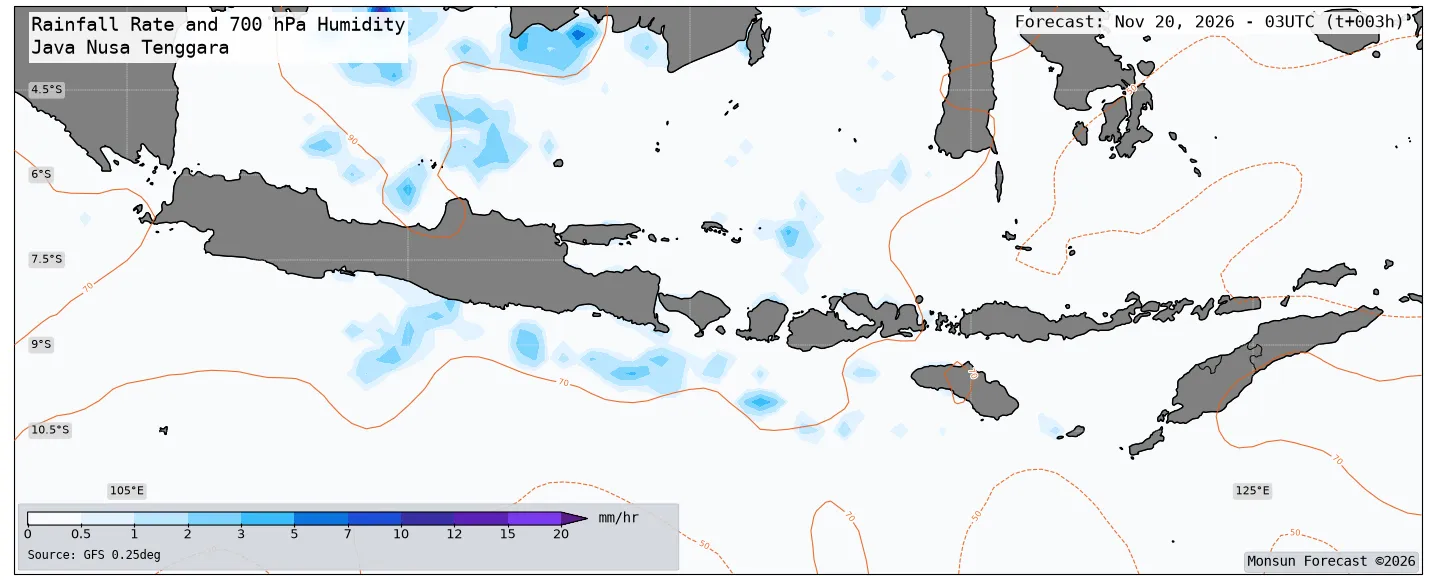 Rainfall Rate and 700 hPa Humidity
Java Nusa Tenggara
Forecast: Nov 20, 2026 - 03UTC (t+003h)
4.5°S
90
50
6°S
7.5°S
70
9°S
70
70
10.5°S
70
105°E
125°E
70
50
50
50
0 0.5 1 2 3 5 7 10 12 15 20
mm/hr
Source: GFS 0.25deg
Monsun Forecast ©2026